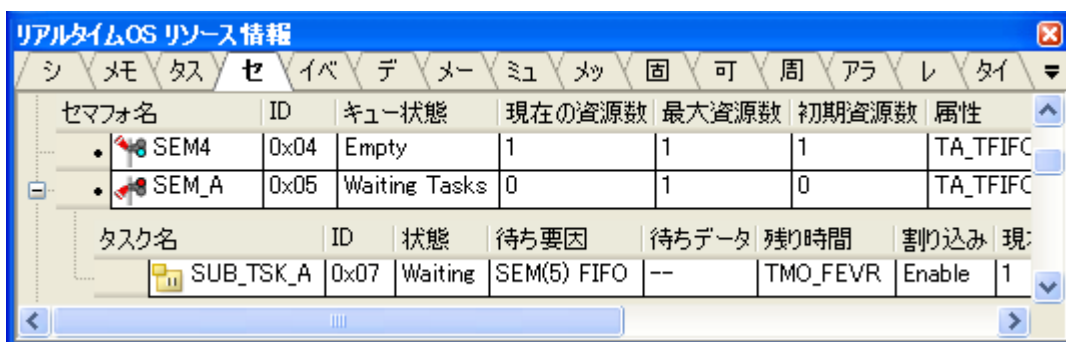 リアルタイムOS リソース情報
シ メモ タス セ イベ デ メー ミュ メッ 固 可 周 アラ レ タイ
セマフォ名 ID キュー状態 現在の資源数 最大資源数 初期資源数 属性
SEM4 0x04 Empty 1 1 1 TA_TFIFO
SEM_A 0x05 Waiting Tasks 0 1 0 TA_TFIFO
タスク名 ID 状態 待ち要因 待ちデータ 残り時間 割り込み 現
SUB_TSK_A 0x07 Waiting SEM(5) FIFO -- TMO_FEVR Enable 1